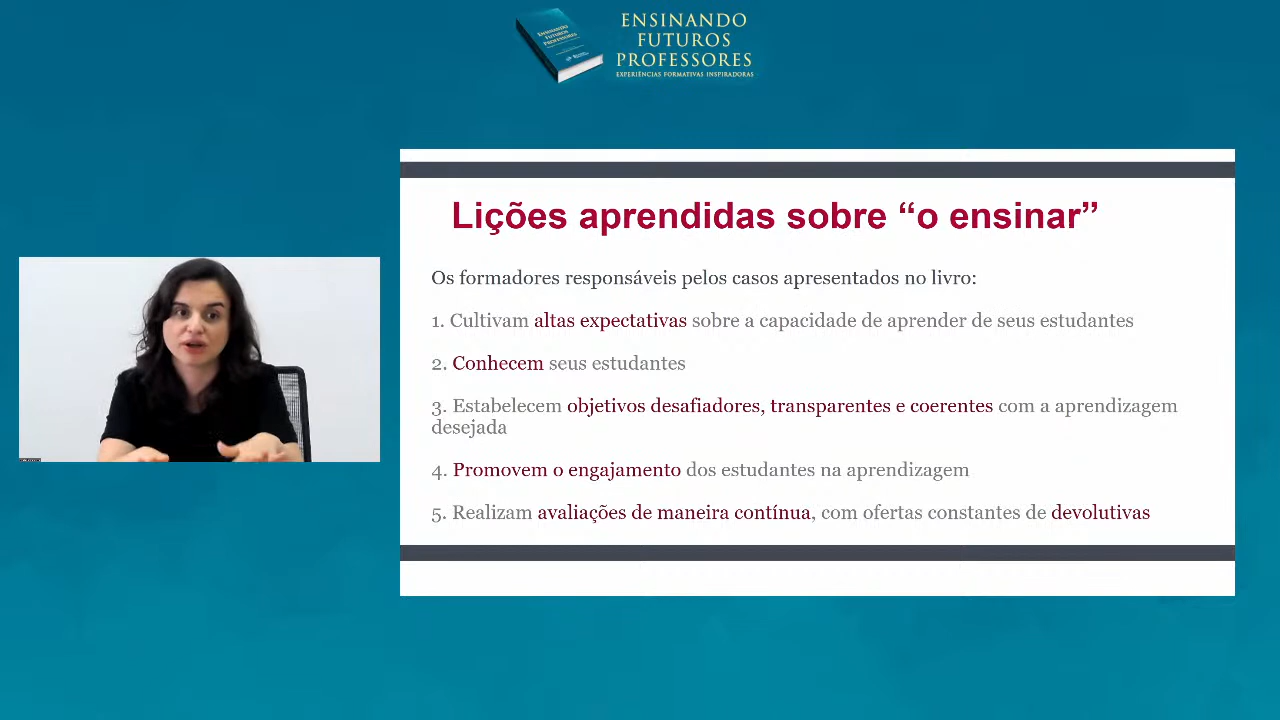 ENSINANDO
FUTUROS
PROFESSORES
EXPERIÊNCIAS FORMATIVAS INSPIRADORAS
ENSINANDO
FUTUROS
PROFESSORES
Lições aprendidas sobre “o ensinar”
Os formadores responsáveis pelos casos apresentados no livro:
1. Cultivam altas expectativas sobre a capacidade de aprender de seus estudantes
2. Conhecem seus estudantes
3. Estabelecem objetivos desafiadores, transparentes e coerentes com a aprendizagem
desejada
4. Promovem o engajamento dos estudantes na aprendizagem
5. Realizam avaliações de maneira contínua, com ofertas constantes de devolutivas